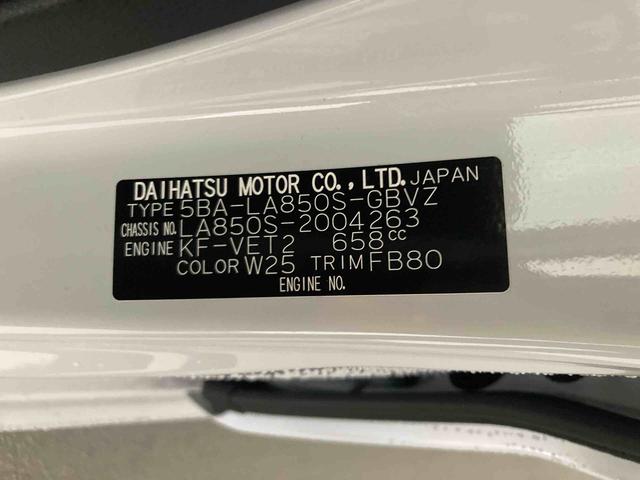 DAIHATSU MOTOR CO.,LTD. JAPAN
TYPE 5BA-LA850S-GBVZ
CHASSIS NO. LA850S-2004263
ENGINE KF-VET2 658cc
COLOR W25 TRIM FB80
ENGINE NO.